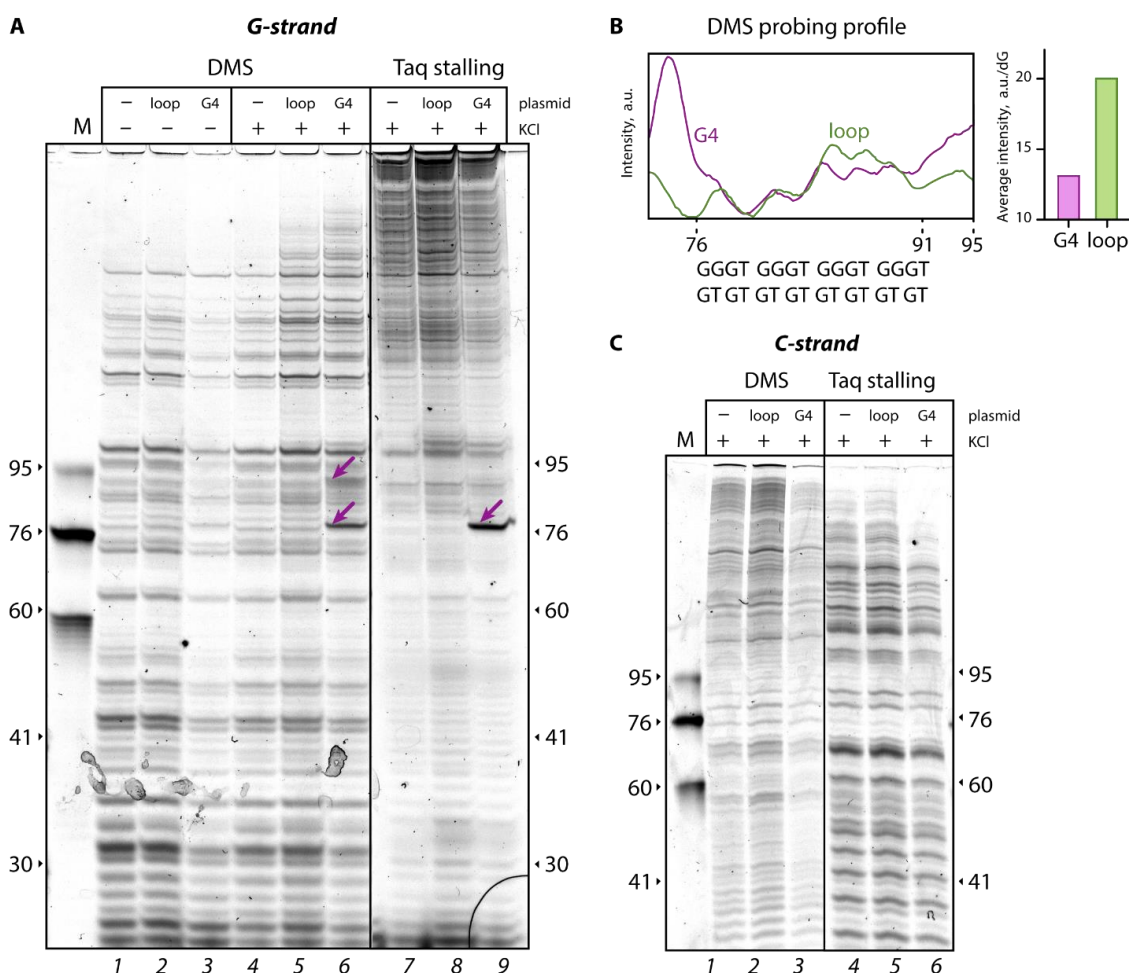 A
G-strand
DMS
Taq stalling
– loop G4 – loop G4 – loop G4 plasmid
M – – – + + + + + + KCl
95 95
76 76
60 60
41 41
30 30
1 2 3 4 5 6 7 8 9
B
DMS probing profile
Intensity, a.u.
G4
loop
76 91 95
GGGT GGGT GGGT GGGT
GT GT GT GT GT GT GT GT
Average intensity, a.u./dG
20
15
10
G4 loop
C
C-strand
DMS
Taq stalling
– loop G4 – loop G4 plasmid
M + + + + + + KCl
95 95
76 76
60 60
41 41
1 2 3 4 5 6